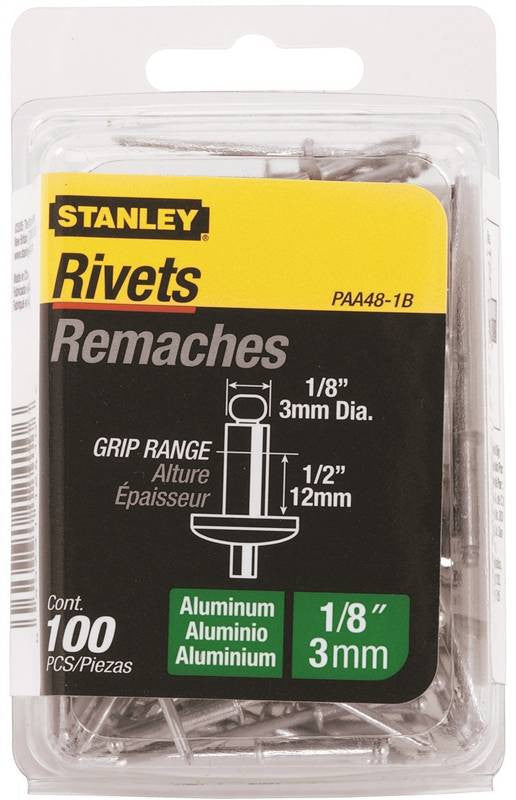 STANLEY®
Rivets
PAA48-1B
Remaches
1/8”
3mm Dia.
GRIP RANGE
Alture
Épaisseur
1/2”
12mm
Cont.
100
PCS/Piezas
Aluminum
Aluminio
Aluminium
1/8″
3mm